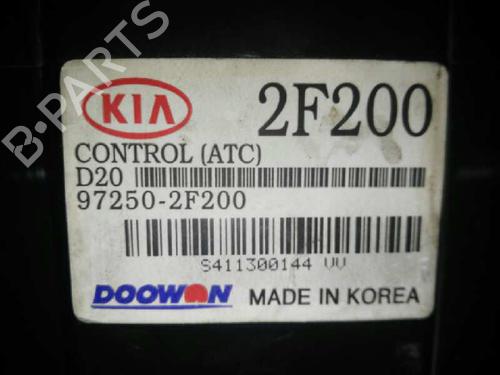 KIA
2F200
CONTROL (ATC)
D20
97250-2F200
S411300144 VV
DOOWON
MADE IN KOREA
B-PARTS